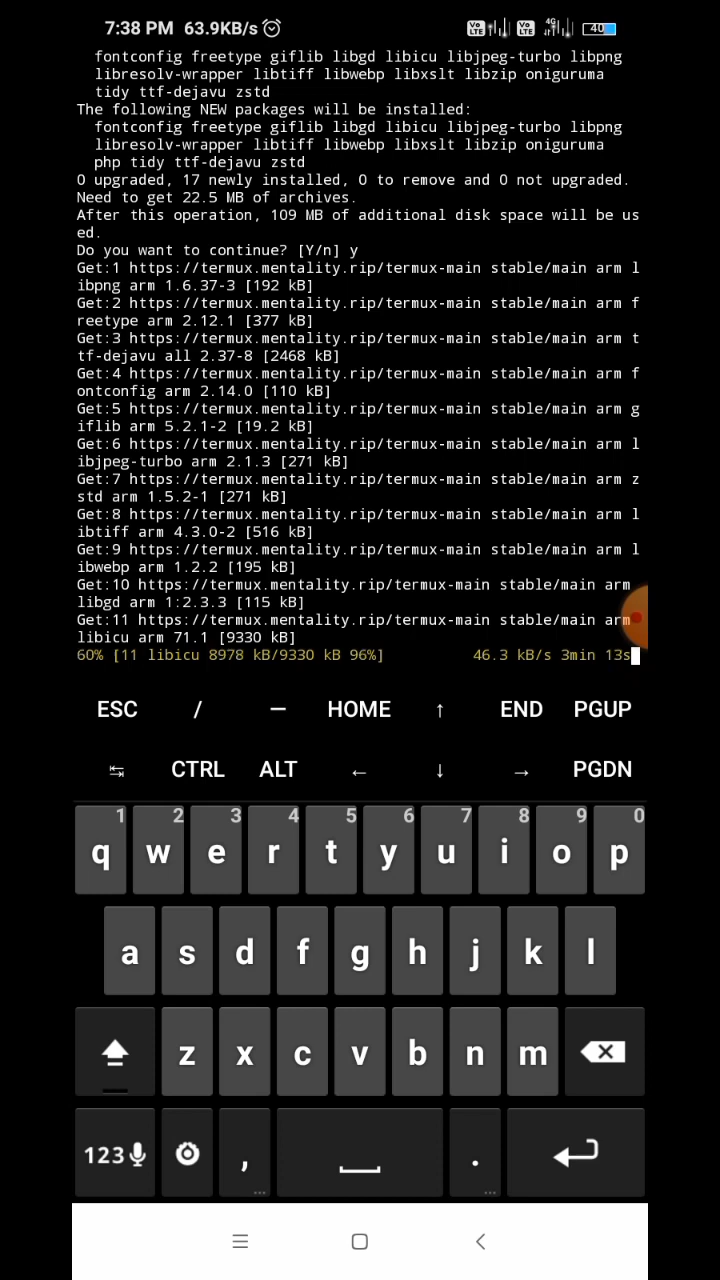 7:38 PM 63.9KB/s Vo LTE Vo LTE 4G 40
fontconfig freetype giflib libgd libicu libjpeg-turbo libpng
libresolv-wrapper libtiff libwebp libxslt libzip oniguruma
tidy ttf-dejavu zstd
The following NEW packages will be installed:
fontconfig freetype giflib libgd libicu libjpeg-turbo libpng
libresolv-wrapper libtiff libwebp libxslt libzip oniguruma
php tidy ttf-dejavu zstd
0 upgraded, 17 newly installed, 0 to remove and 0 not upgraded.
Need to get 22.5 MB of archives.
After this operation, 109 MB of additional disk space will be us
ed.
Do you want to continue? [Y/n] y
Get:1 https://termux.mentality.rip/termux-main stable/main arm l
ibpng arm 1.6.37-3 [192 kB]
Get:2 https://termux.mentality.rip/termux-main stable/main arm f
reetype arm 2.12.1 [377 kB]
Get:3 https://termux.mentality.rip/termux-main stable/main arm t
tf-dejavu all 2.37-8 [2468 kB]
Get:4 https://termux.mentality.rip/termux-main stable/main arm f
ontconfig arm 2.14.0 [110 kB]
Get:5 https://termux.mentality.rip/termux-main stable/main arm g
iflib arm 5.2.1-2 [19.2 kB]
Get:6 https://termux.mentality.rip/termux-main stable/main arm l
ibjpeg-turbo arm 2.1.3 [271 kB]
Get:7 https://termux.mentality.rip/termux-main stable/main arm z
std arm 1.5.2-1 [271 kB]
Get:8 https://termux.mentality.rip/termux-main stable/main arm l
ibtiff arm 4.3.0-2 [516 kB]
Get:9 https://termux.mentality.rip/termux-main stable/main arm l
ibwebp arm 1.2.2 [195 kB]
Get:10 https://termux.mentality.rip/termux-main stable/main arm
libgd arm 1:2.3.3 [115 kB]
Get:11 https://termux.mentality.rip/termux-main stable/main arm
libicu arm 71.1 [9330 kB]
60% [11 libicu 8978 kB/9330 kB 96%] 46.3 kB/s 3min 13s
ESC / — HOME ↑ END PGUP
↹ CTRL ALT ← ↓ → PGDN
1 2 3 4 5 6 7 8 9 0
q w e r t y u i o p
a s d f g h j k l
z x c v b n m
123 , .